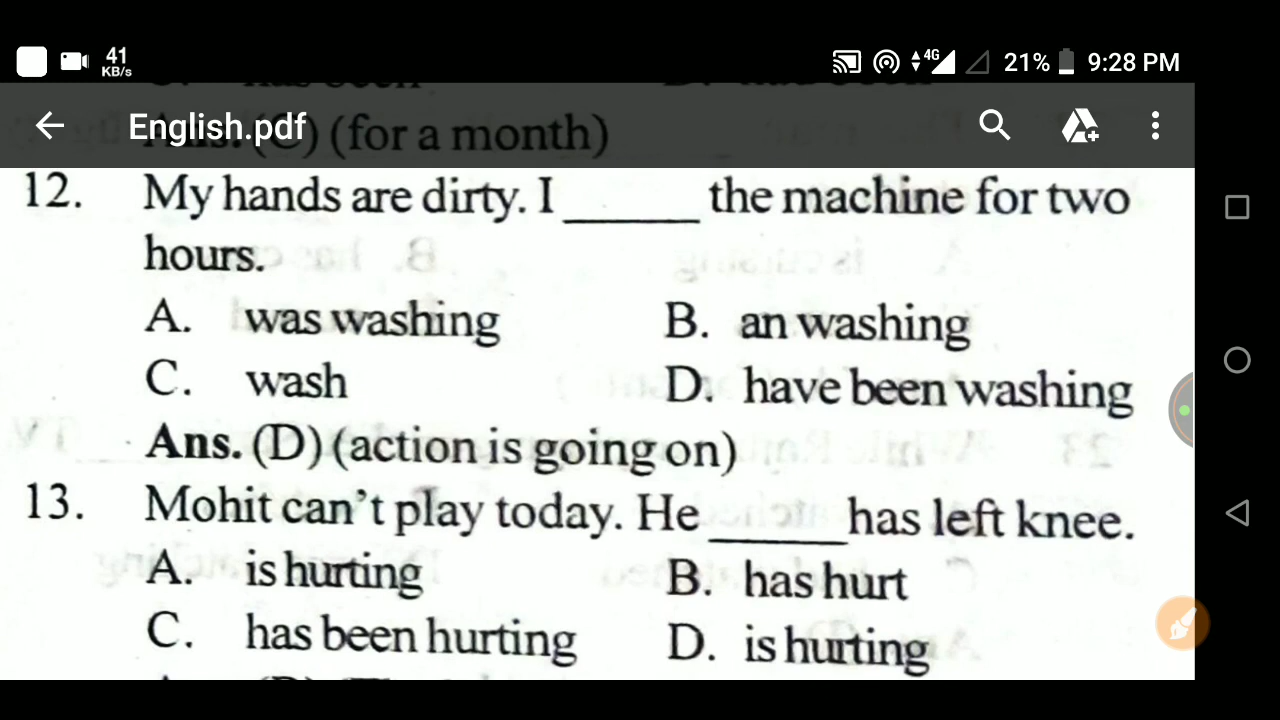 41
KB/s
4G
21%
9:28 PM
English.pdf
Ans. (C) (for a month)
12. My hands are dirty. I ______ the machine for two
hours.
A. was washing B. an washing
C. wash D. have been washing
Ans. (D) (action is going on)
13. Mohit can't play today. He ______ has left knee.
A. is hurting B. has hurt
C. has been hurting D. is hurting